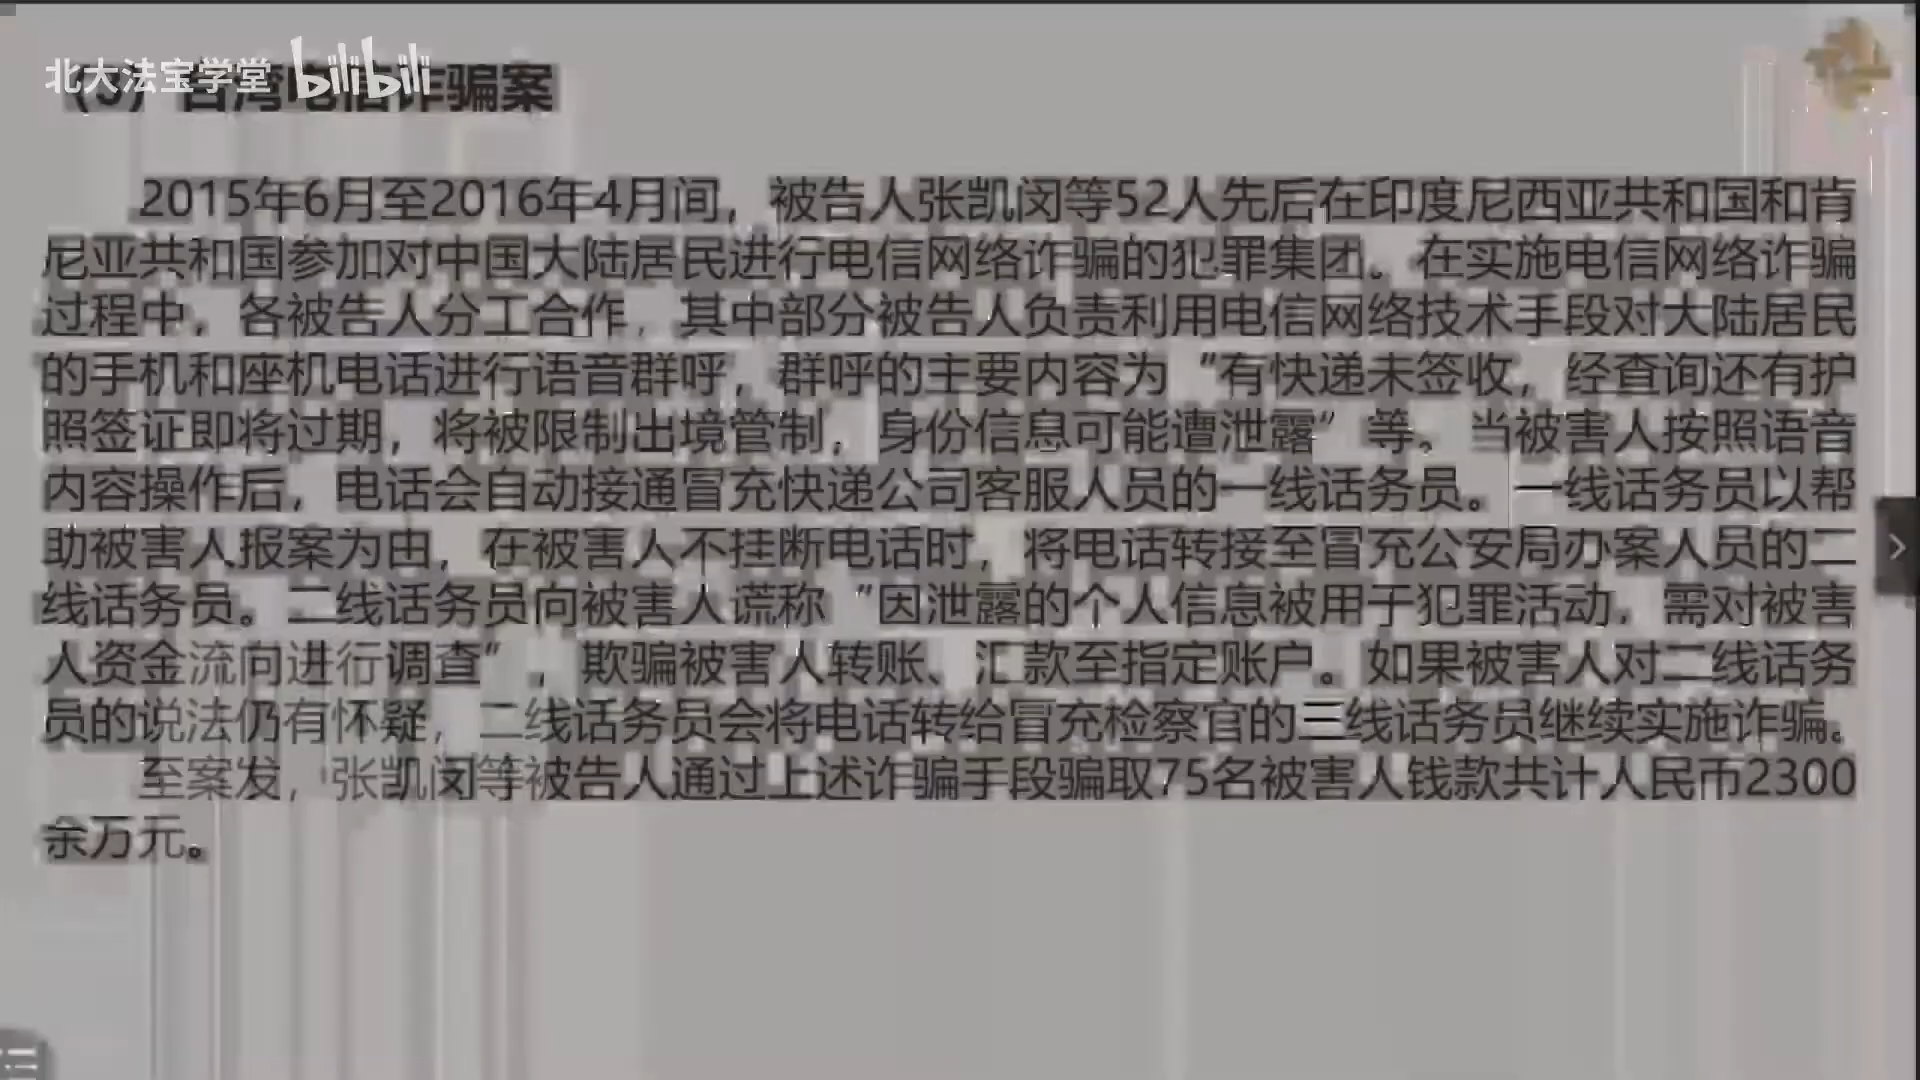 北大法宝学堂 bilibili
(3) 台湾电信诈骗案
2015年6月至2016年4月间，被告人张凯闵等52人先后在印度尼西亚共和国和肯
尼亚共和国参加对中国大陆居民进行电信网络诈骗的犯罪集团。在实施电信网络诈骗
过程中，各被告人分工合作，其中部分被告人负责利用电信网络技术手段对大陆居民
的手机和座机电话进行语音群呼，群呼的主要内容为“有快递未签收，经查询还有护
照签证即将过期，将被限制出境管制，身份信息可能遭泄露”等。当被害人按照语音
内容操作后，电话会自动接通冒充快递公司客服人员的一线话务员。一线话务员以帮
助被害人报案为由，在被害人不挂断电话时，将电话转接至冒充公安局办案人员的二
线话务员。二线话务员向被害人谎称“因泄露的个人信息被用于犯罪活动，需对被害
人资金流向进行调查”，欺骗被害人转账、汇款至指定账户。如果被害人对二线话务
员的说法仍有怀疑，二线话务员会将电话转给冒充检察官的三线话务员继续实施诈骗。
至案发，张凯闵等被告人通过上述诈骗手段骗取75名被害人钱款共计人民币2300
余万元。